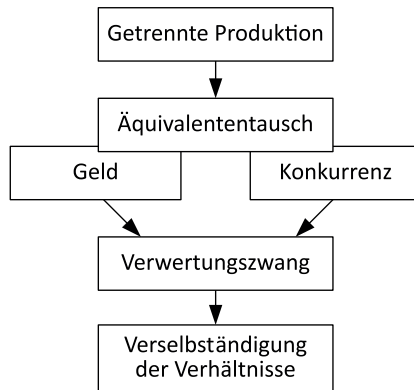 Getrennte Produktion
Äquivalententausch
Geld
Konkurrenz
Verwertungszwang
Verselbständigung
der Verhältnisse